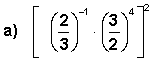 a) [ (2/3)⁻¹ · (3/2)⁴ ]²